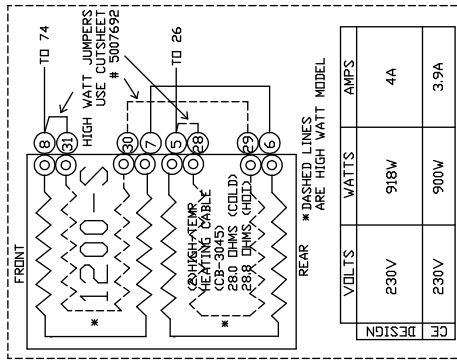 FRONT
1200-S
(2)HIGH-TEMP
HEATING CABLE
(CB-3045)
28.0 OHMS (COLD)
28.8 OHMS (HOT)
*
*
REAR
8
31
30
7
5
28
29
6
TO 74
HIGH WATT JUMPERS
USE CUTSHEET
# 5007692
TO 26
* DASHED LINES
ARE HIGH WATT MODEL
VOLTS WATTS AMPS
DESIGN 230V 918W 4A
CE 230V 900W 3.9A